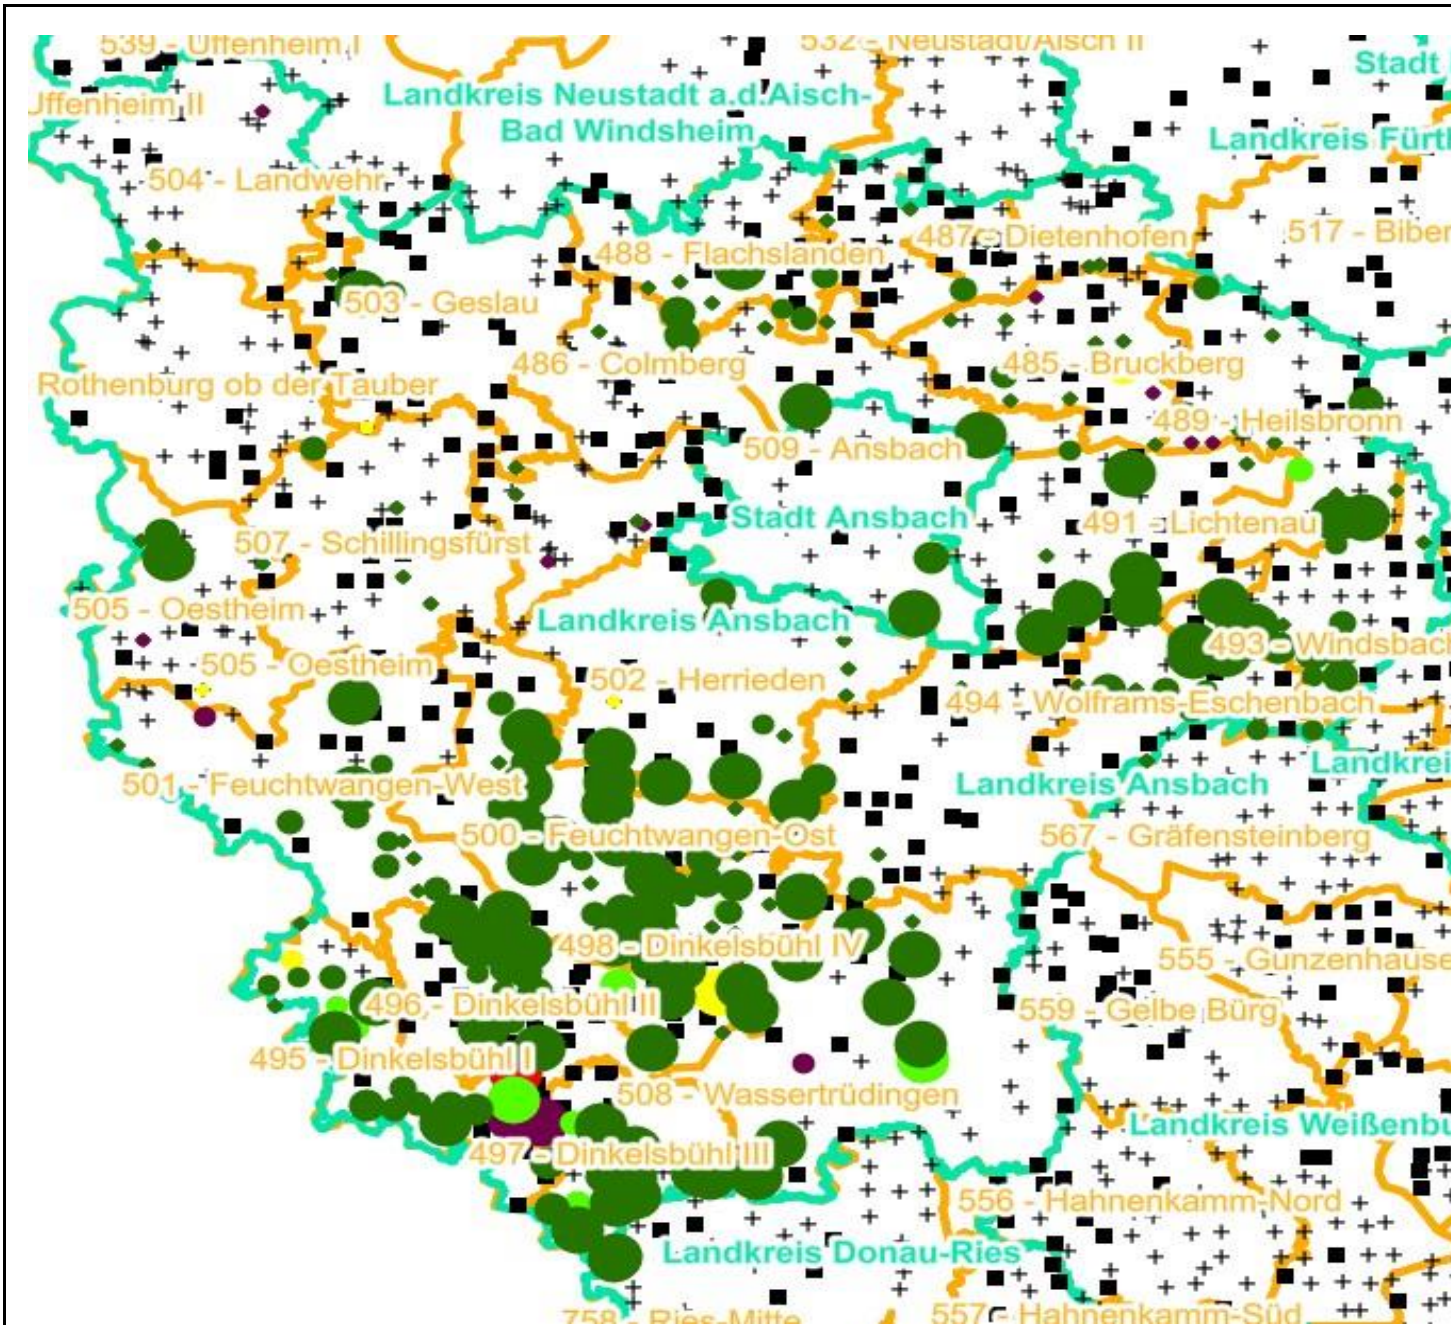 539 - Uffenheim I
532 - Neustadt/Aisch II
Stadt
Uffenheim II
Landkreis Neustadt a.d.Aisch-
Bad Windsheim
Landkreis Fürth
504 - Landwehr
488 - Flachslanden
487 - Dietenhofen
517 - Biber
503 - Geslau
486 - Colmberg
485 - Bruckberg
Rothenburg ob der Tauber
489 - Heilsbronn
509 - Ansbach
Stadt Ansbach
491 - Lichtenau
507 - Schillingsfürst
505 - Oestheim
Landkreis Ansbach
493 - Windsbach
505 - Oestheim
502 - Herrieden
494 - Wolframs-Eschenbach
Landkrei
501 - Feuchtwangen-West
Landkreis Ansbach
500 - Feuchtwangen-Ost
567 - Gräfensteinberg
498 - Dinkelsbühl IV
555 - Gunzenhause
496 - Dinkelsbühl II
559 - Gelbe Bürg
495 - Dinkelsbühl I
508 - Wassertrüdingen
Landkreis Weißenbu
497 - Dinkelsbühl III
556 - Hahnenkamm-Nord
Landkreis Donau-Ries
758 - Ries-Mitte
557 - Hahnenkamm-Süd